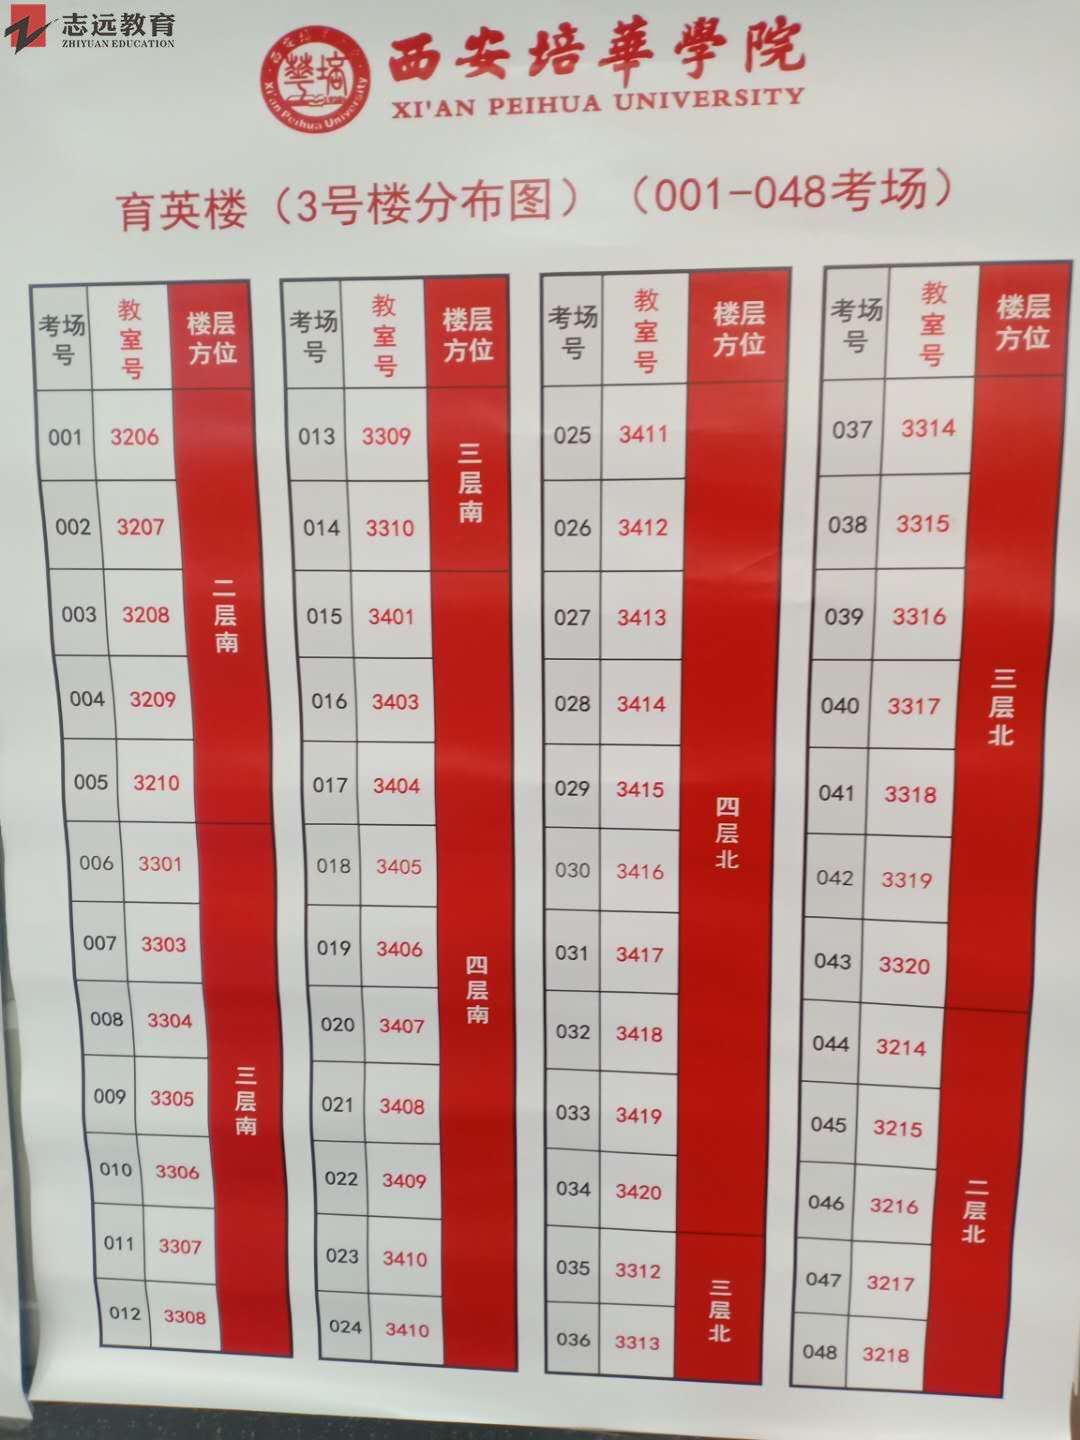 志远教育
ZHIYUAN EDUCATION
西安培華學院
XI'AN PEIHUA UNIVERSITY
Xi'an Peihua University
育英楼（3号楼分布图）（001-048考场）
考场号 教室号 楼层方位
001 3206 二层南
002 3207
003 3208
004 3209
005 3210
006 3301 三层南
007 3303
008 3304
009 3305
010 3306
011 3307
012 3308
考场号 教室号 楼层方位
013 3309 三层南
014 3310
015 3401 四层南
016 3403
017 3404
018 3405
019 3406
020 3407
021 3408
022 3409
023 3410
024 3410
考场号 教室号 楼层方位
025 3411 四层北
026 3412
027 3413
028 3414
029 3415
030 3416
031 3417
032 3418
033 3419
034 3420
035 3312 三层北
036 3313
考场号 教室号 楼层方位
037 3314 三层北
038 3315
039 3316
040 3317
041 3318
042 3319
043 3320
044 3214 二层北
045 3215
046 3216
047 3217
048 3218